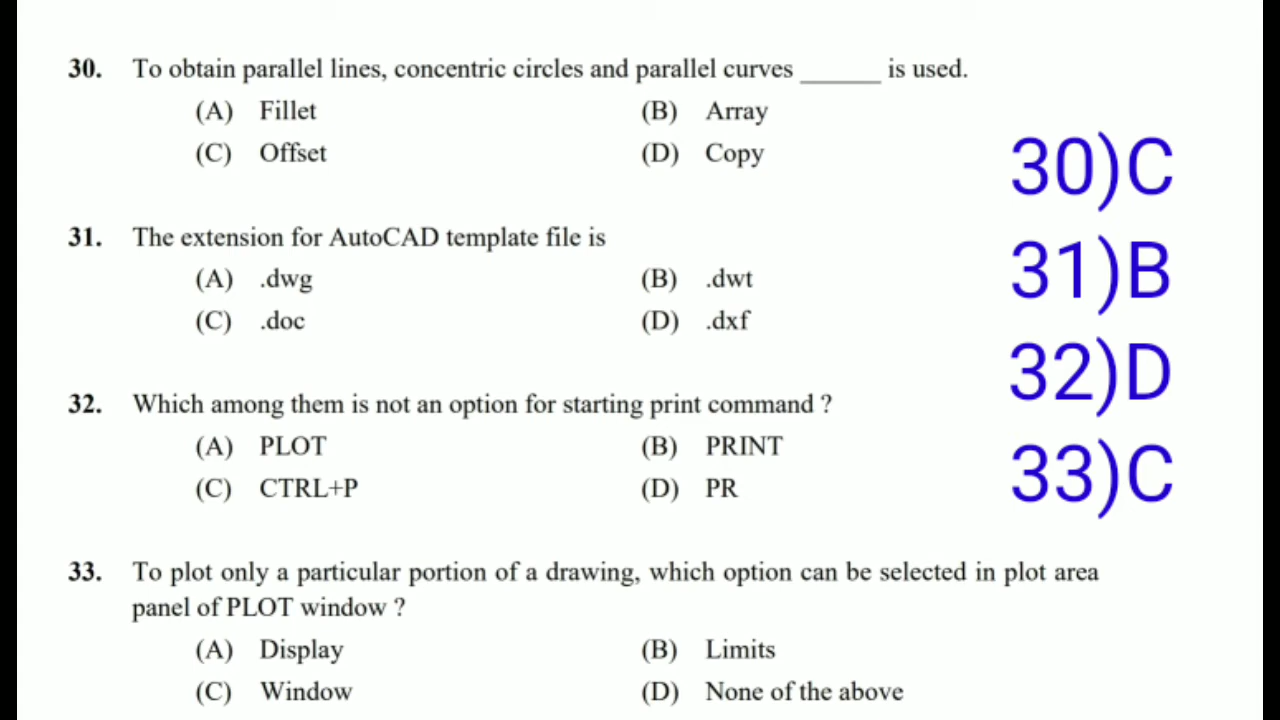 30. To obtain parallel lines, concentric circles and parallel curves ______ is used.
(A) Fillet (B) Array
(C) Offset (D) Copy
31. The extension for AutoCAD template file is
(A) .dwg (B) .dwt
(C) .doc (D) .dxf
32. Which among them is not an option for starting print command ?
(A) PLOT (B) PRINT
(C) CTRL+P (D) PR
33. To plot only a particular portion of a drawing, which option can be selected in plot area
panel of PLOT window ?
(A) Display (B) Limits
(C) Window (D) None of the above
30)C
31)B
32)D
33)C